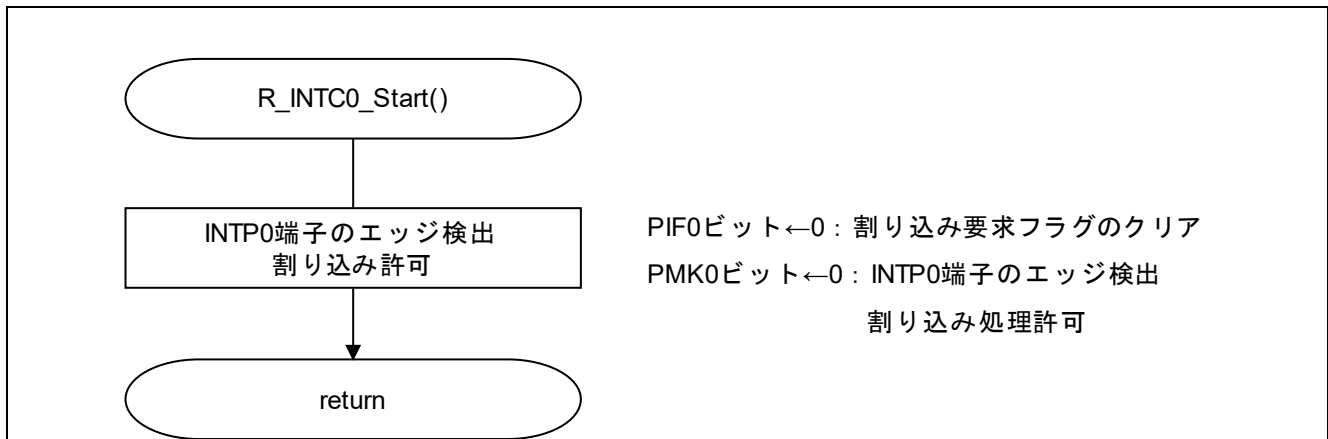 R_INTC0_Start()
INTP0端子のエッジ検出
割り込み許可
PIF0ビット←0：割り込み要求フラグのクリア
PMK0ビット←0：INTP0端子のエッジ検出
割り込み処理許可
return